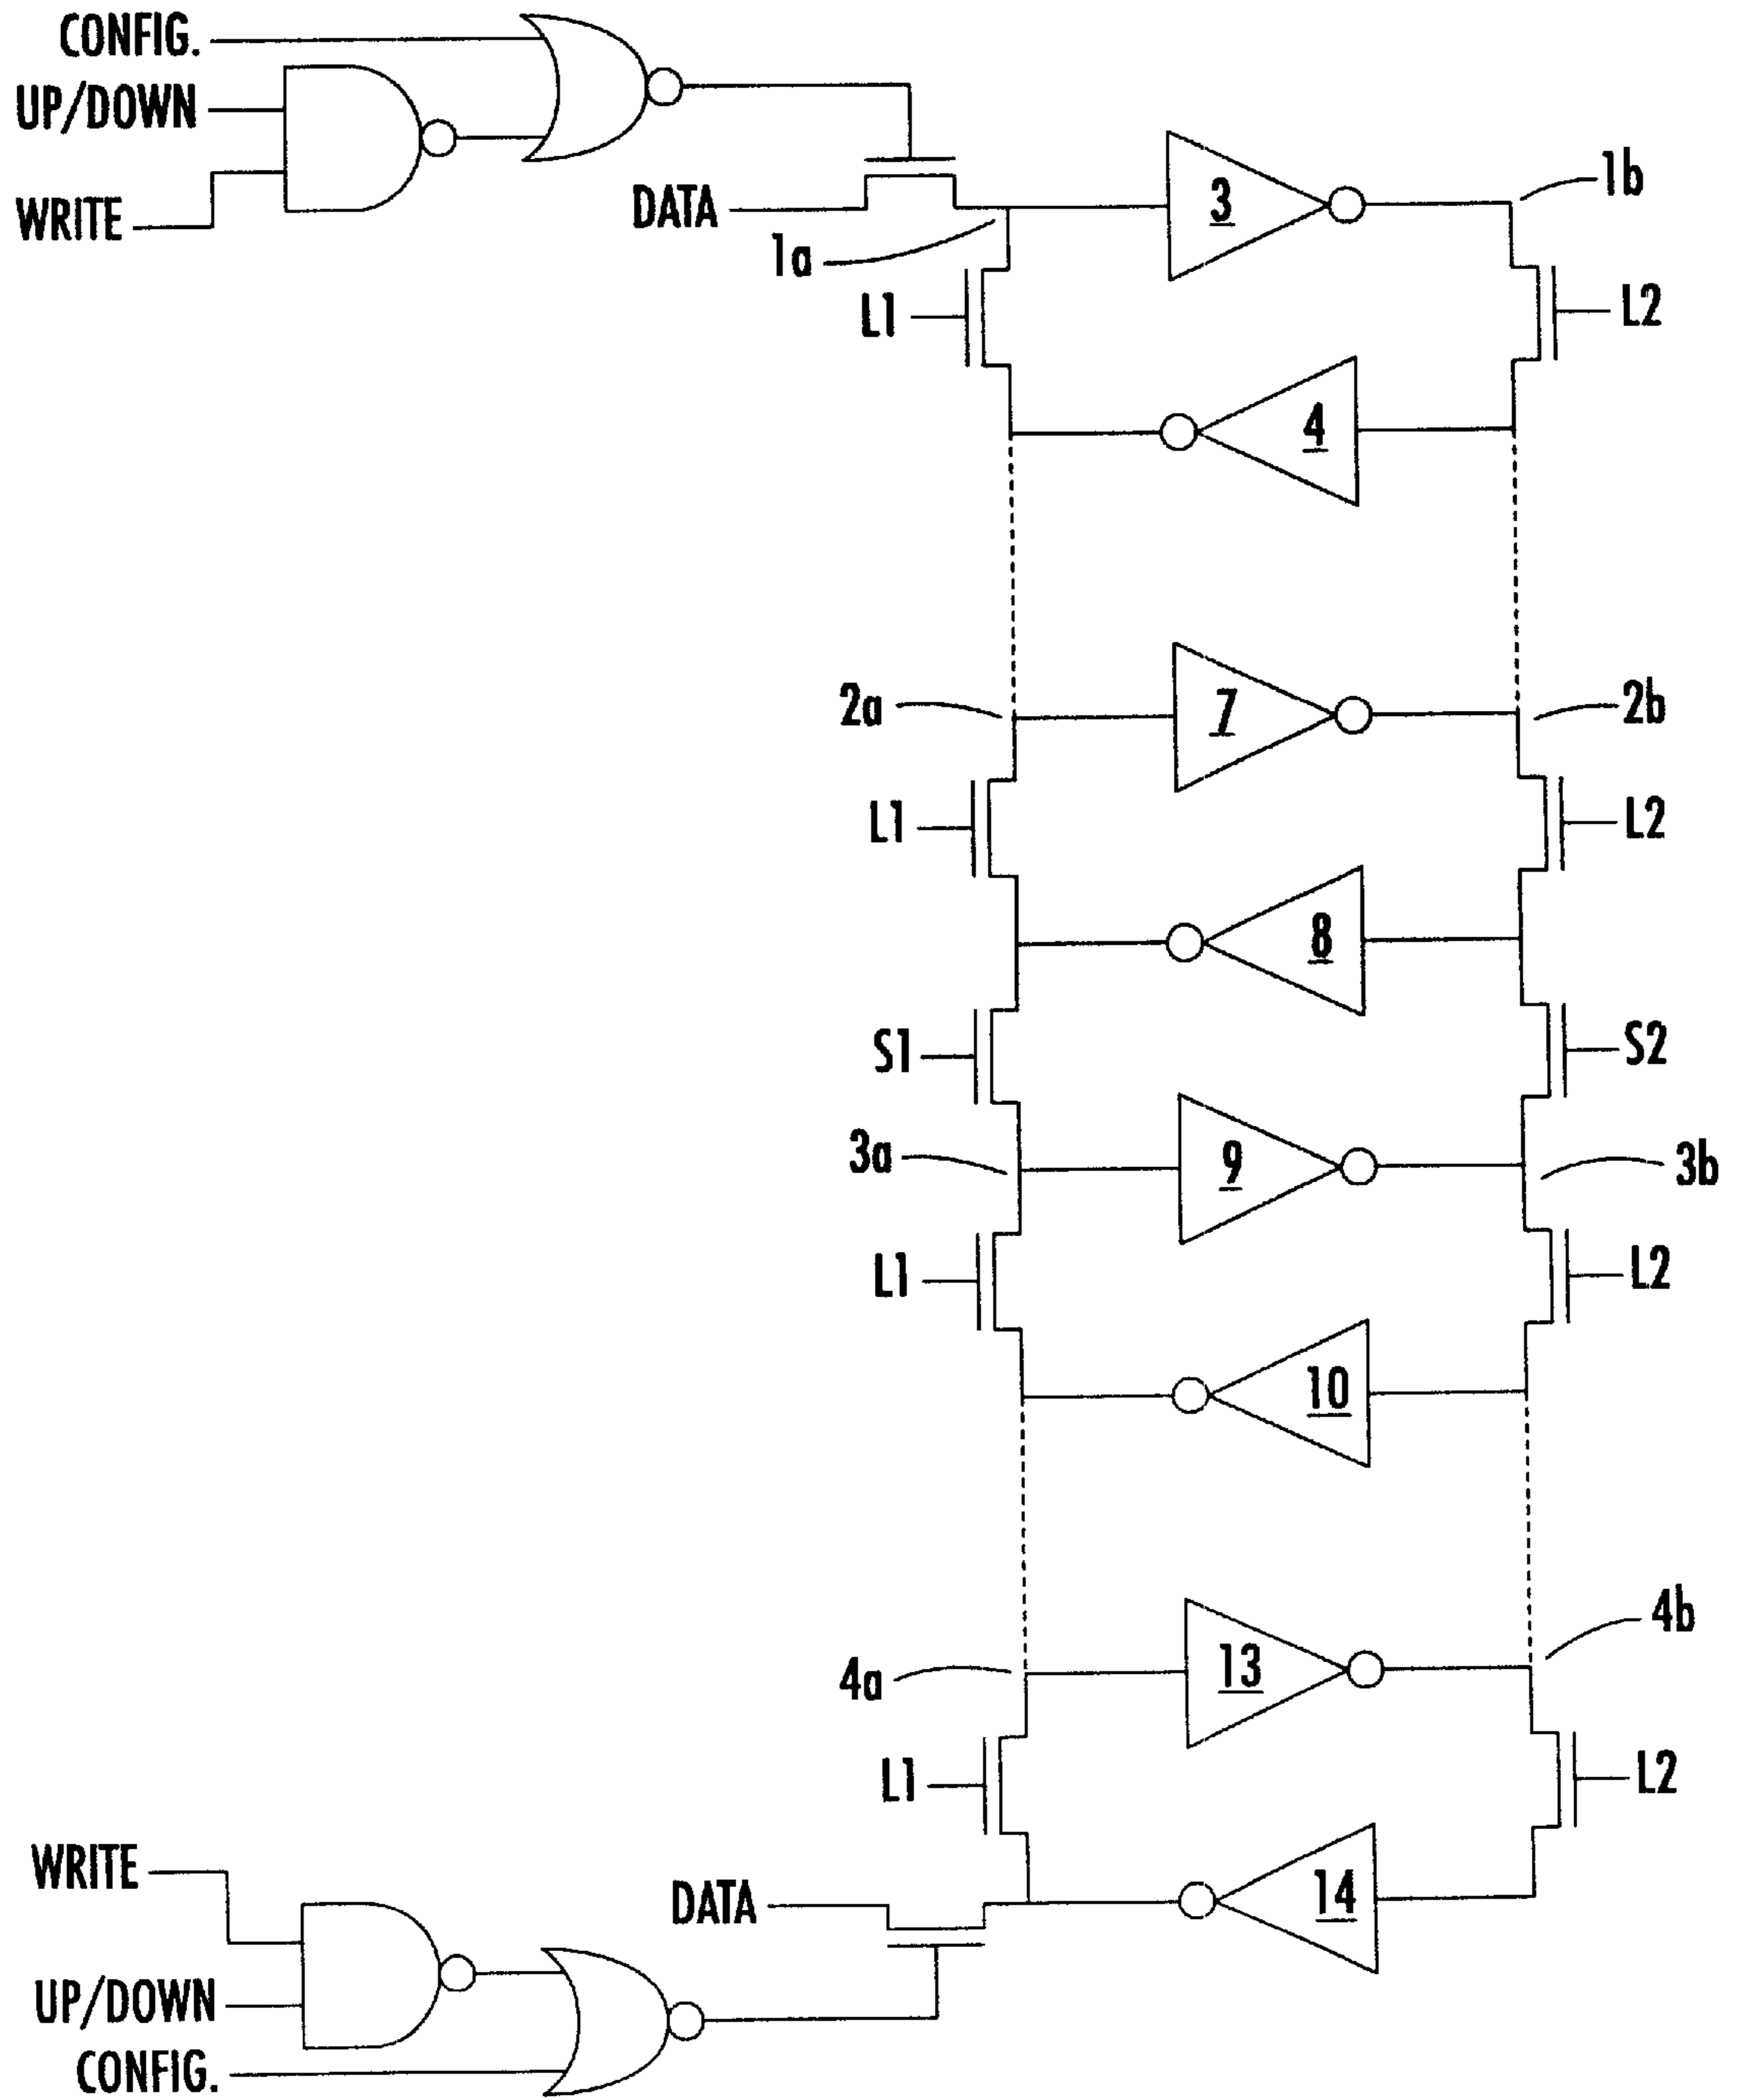 CONFIG.
UP/DOWN
WRITE
DATA
3
1b
1a
L1
L2
4
2a
7
2b
L1
L2
8
S1
S2
3a
9
3b
L1
L2
10
4a
13
4b
L1
L2
WRITE
DATA
14
UP/DOWN
CONFIG.